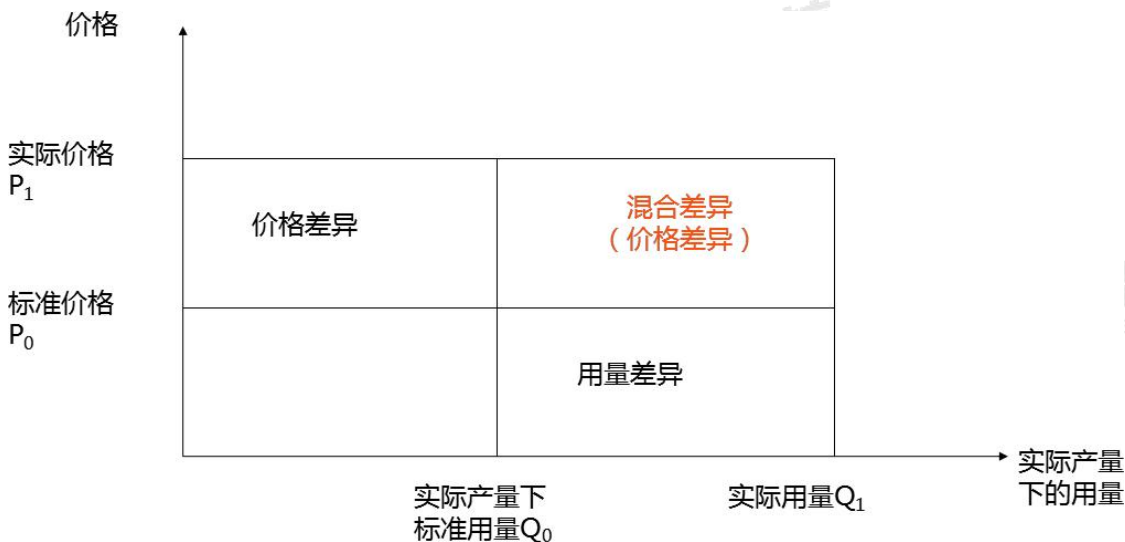 价格
实际价格
P₁
价格差异
混合差异
（价格差异）
标准价格
P₀
用量差异
实际产量下
标准用量Q₀
实际用量Q₁
实际产量
下的用量